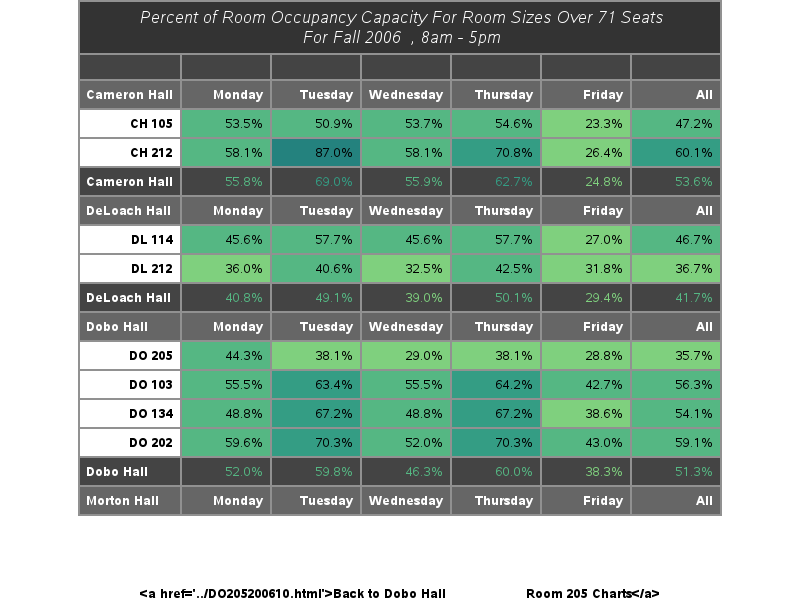 Percent of Room Occupancy Capacity For Room Sizes Over 71 Seats
For Fall 2006 , 8am - 5pm
Cameron Hall Monday Tuesday Wednesday Thursday Friday All
CH 105 53.5% 50.9% 53.7% 54.6% 23.3% 47.2%
CH 212 58.1% 87.0% 58.1% 70.8% 26.4% 60.1%
Cameron Hall 55.8% 69.0% 55.9% 62.7% 24.8% 53.6%
DeLoach Hall Monday Tuesday Wednesday Thursday Friday All
DL 114 45.6% 57.7% 45.6% 57.7% 27.0% 46.7%
DL 212 36.0% 40.6% 32.5% 42.5% 31.8% 36.7%
DeLoach Hall 40.8% 49.1% 39.0% 50.1% 29.4% 41.7%
Dobo Hall Monday Tuesday Wednesday Thursday Friday All
DO 205 44.3% 38.1% 29.0% 38.1% 28.8% 35.7%
DO 103 55.5% 63.4% 55.5% 64.2% 42.7% 56.3%
DO 134 48.8% 67.2% 48.8% 67.2% 38.6% 54.1%
DO 202 59.6% 70.3% 52.0% 70.3% 43.0% 59.1%
Dobo Hall 52.0% 59.8% 46.3% 60.0% 38.3% 51.3%
Morton Hall Monday Tuesday Wednesday Thursday Friday All
<a href='../DO205200610.html'>Back to Dobo Hall Room 205 Charts</a>